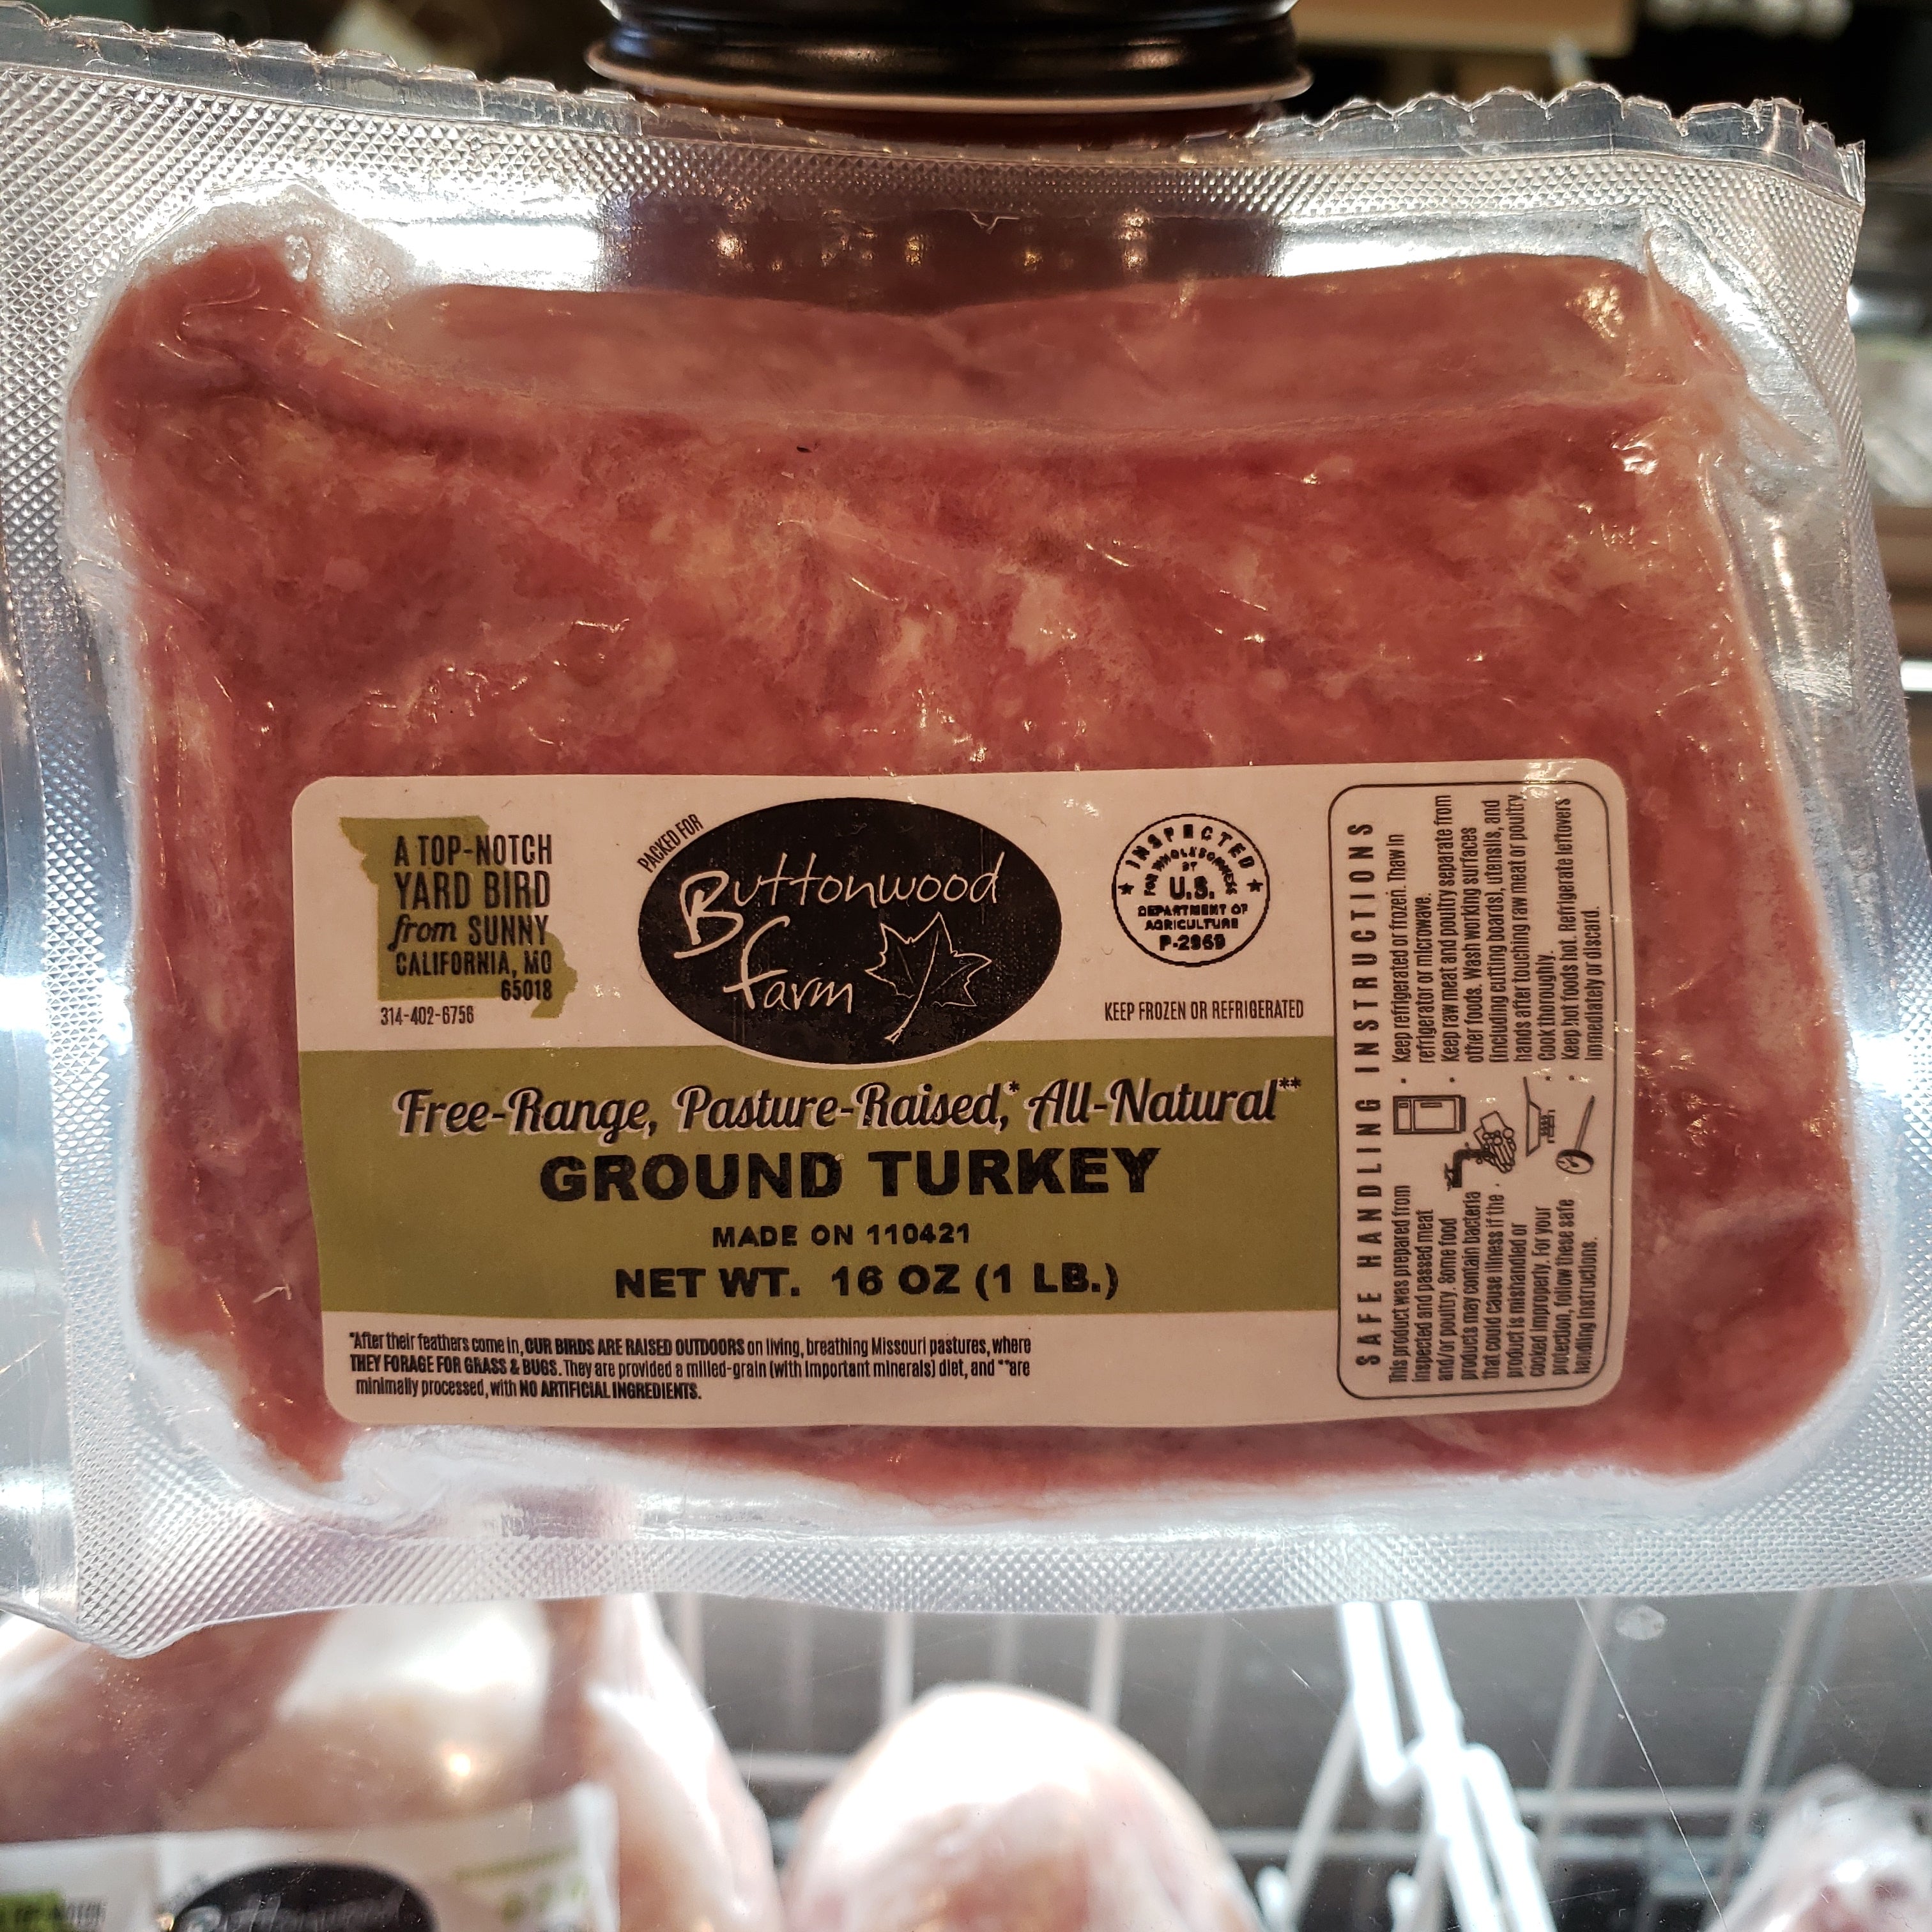 A TOP-NOTCH
YARD BIRD
from SUNNY
CALIFORNIA, MO
65018
314-402-6756
PACKED FOR
Buttonwood
Farm
INSPECTED
FOR WHOLESOMENESS
BY
U.S.
DEPARTMENT OF
AGRICULTURE
P-2969
KEEP FROZEN OR REFRIGERATED
Free-Range, Pasture-Raised,* All-Natural**
GROUND TURKEY
MADE ON 110421
NET WT. 16 OZ (1 LB.)
*After their feathers come in, OUR BIRDS ARE RAISED OUTDOORS on living, breathing Missouri pastures, where
THEY FORAGE FOR GRASS & BUGS. They are provided a milled-grain (with important minerals) diet, and **are
minimally processed, with NO ARTIFICIAL INGREDIENTS.
SAFE HANDLING INSTRUCTIONS
This product was prepared from
inspected and passed meat
and/or poultry. Some food
products may contain bacteria
that could cause illness if the
product is mishandled or
cooked improperly. For your
protection, follow these safe
handling instructions.
• Keep refrigerated or frozen. Thaw in
refrigerator or microwave.
• Keep raw meat and poultry separate from
other foods. Wash working surfaces
(including cutting boards), utensils, and
hands after touching raw meat or poultry.
• Cook thoroughly.
• Keep hot foods hot. Refrigerate leftovers
immediately or discard.